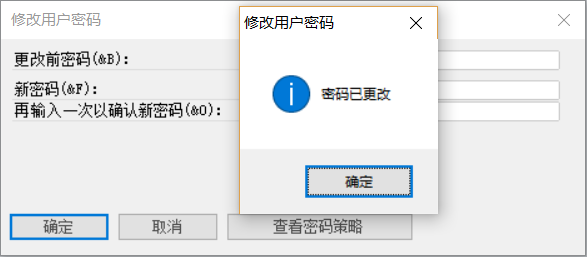 修改用户密码
更改前密码(&B):
新密码(&F):
再输入一次以确认新密码(&O):
确定
取消
查看密码策略
修改用户密码
密码已更改
确定